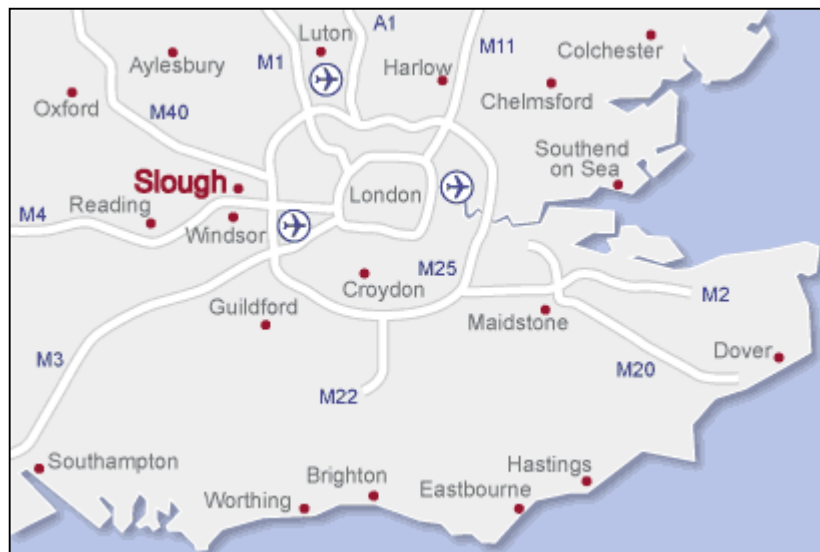 Luton
A1
M11
Colchester
Aylesbury
M1
Harlow
Chelmsford
Oxford
M40
Southend
on Sea
Slough
London
Reading
M4
Windsor
M25
Croydon
Guildford
M2
Maidstone
Dover
M3
M20
M22
Southampton
Hastings
Brighton
Eastbourne
Worthing